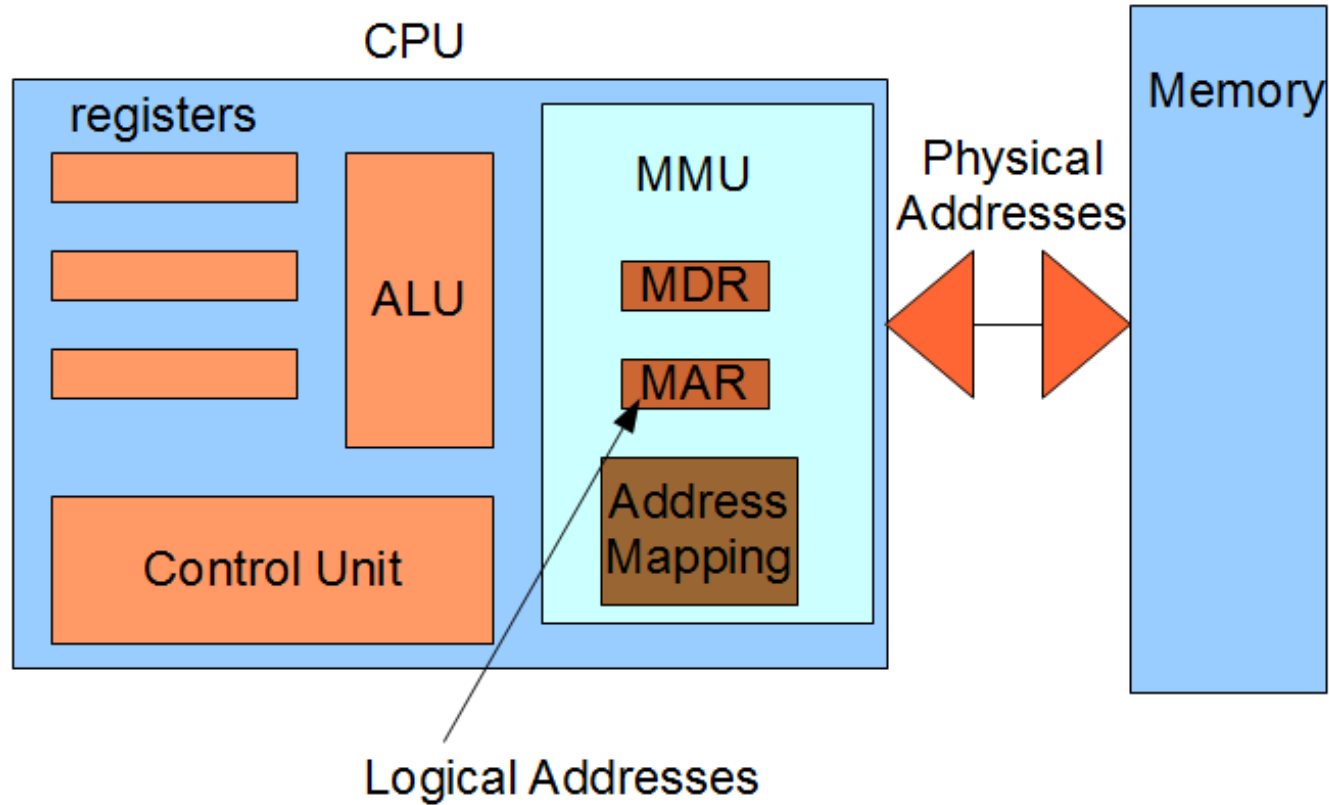 CPU
registers
Memory
MMU
Physical
Addresses
MDR
ALU
MAR
Address
Mapping
Control Unit
Logical Addresses